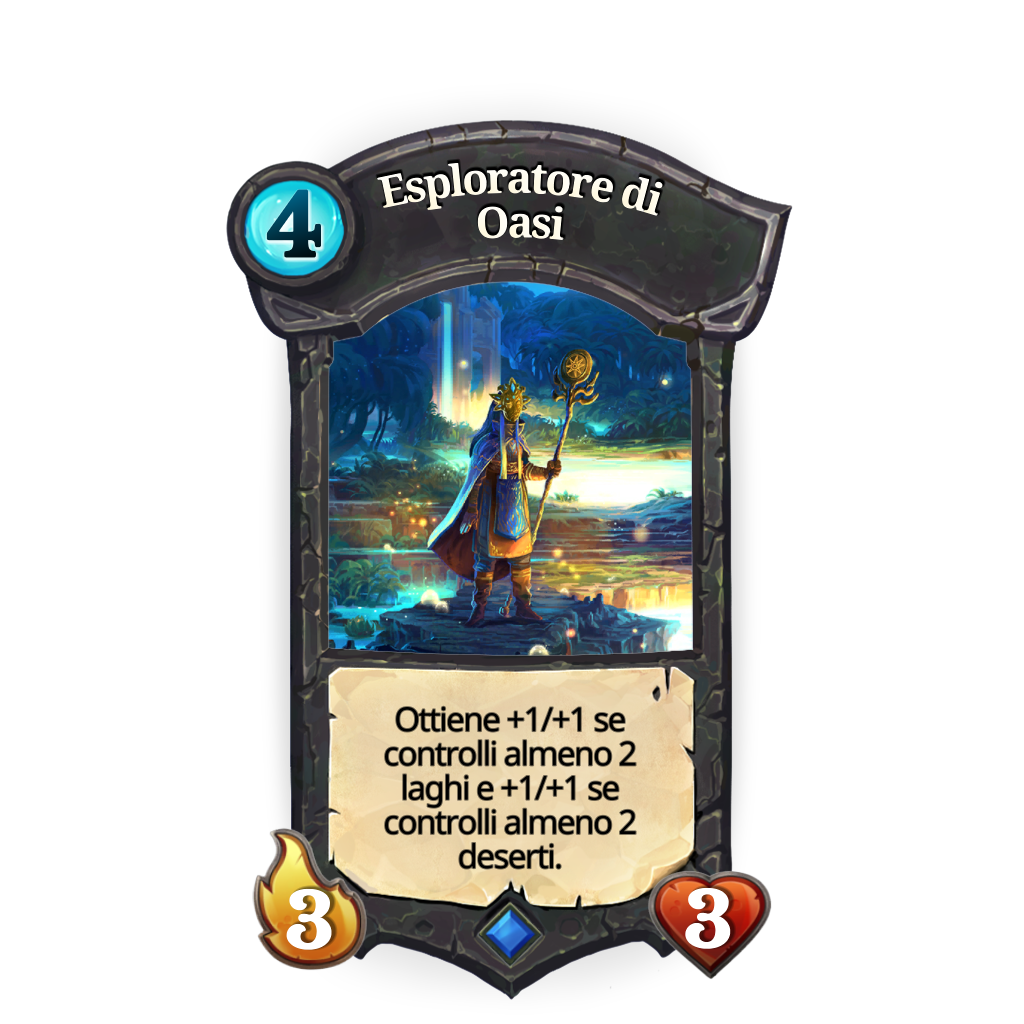 4
Esploratore di
Oasi
Ottiene +1/+1 se
controlli almeno 2
laghi e +1/+1 se
controlli almeno 2
deserti.
3
3